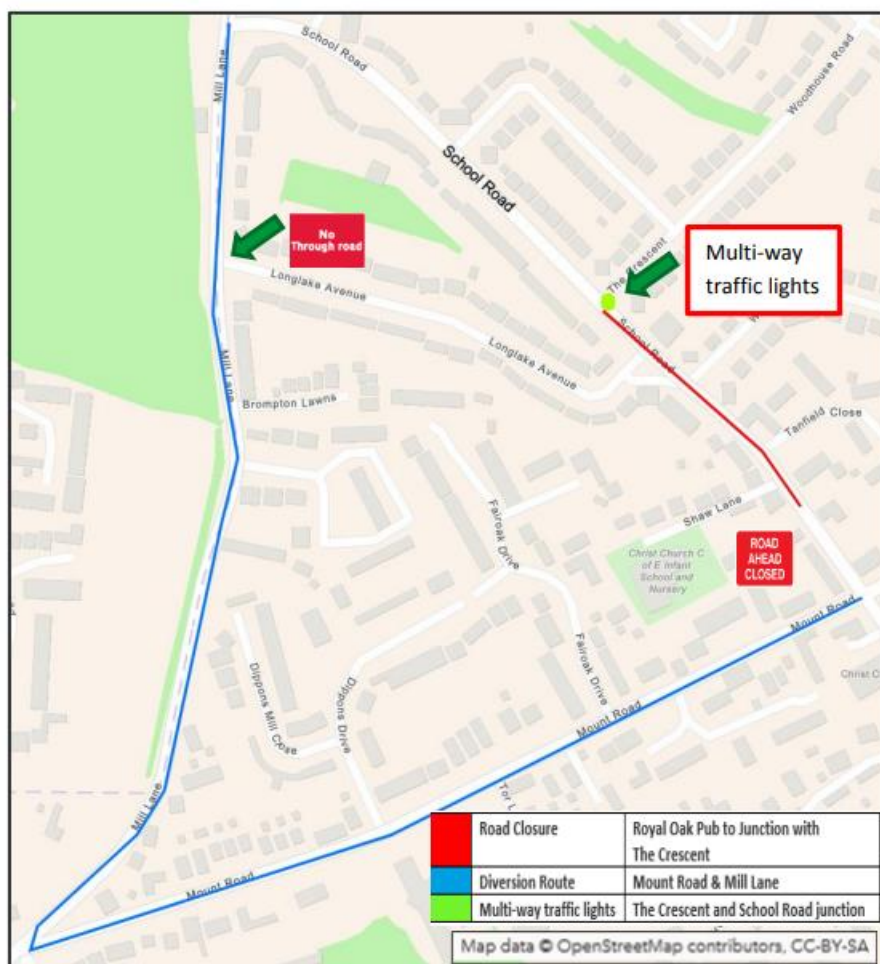 School Road
Mill Lane
Woodhouse Road
School Road
No
Through road
The Crescent
Multi-way
traffic lights
Longlake Avenue
School Road
Longlake Avenue
Mill Lane
Brompton Lawns
Tanfield Close
Shaw Lane
Fairoak Drive
Christ Church C
of E Infant
School and
Nursery
ROAD
AHEAD
CLOSED
Mount Road
Fairoak Drive
Christ C
Dippons Mill Close
Dippons Drive
Mount Road
Tor L
Mill Lane
Mount Road
Road Closure
Royal Oak Pub to Junction with
The Crescent
Diversion Route
Mount Road & Mill Lane
Multi-way traffic lights
The Crescent and School Road junction
Map data © OpenStreetMap contributors, CC-BY-SA